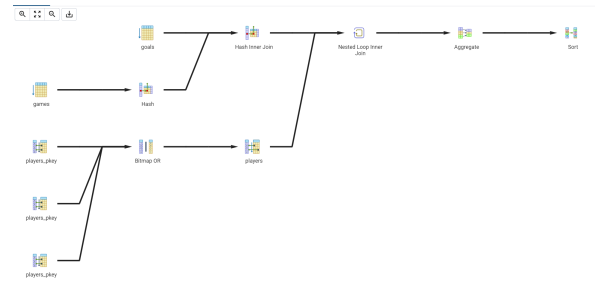 goals
Hash Inner Join
Nested Loop Inner
Join
Aggregate
Sort
games
Hash
players_pkey
Bitmap OR
players
players_pkey
players_pkey